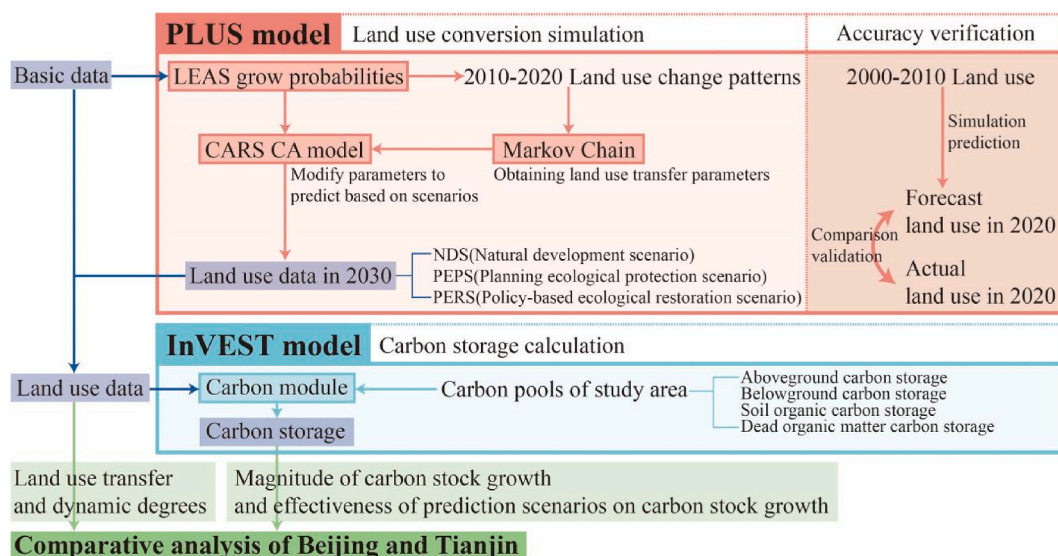 PLUS model
Land use conversion simulation
Accuracy verification
Basic data
LEAS grow probabilities
2010-2020 Land use change patterns
2000-2010 Land use
CARS CA model
Markov Chain
Simulation
prediction
Modify parameters to
predict based on scenarios
Obtaining land use transfer parameters
Forecast
land use in 2020
Comparison
validation
Actual
land use in 2020
Land use data in 2030
NDS(Natural development scenario)
PEPS(Planning ecological protection scenario)
PERS(Policy-based ecological restoration scenario)
InVEST model
Carbon storage calculation
Land use data
Carbon module
Carbon pools of study area
Aboveground carbon storage
Belowground carbon storage
Soil organic carbon storage
Dead organic matter carbon storage
Carbon storage
Land use transfer
and dynamic degrees
Magnitude of carbon stock growth
and effectiveness of prediction scenarios on carbon stock growth
Comparative analysis of Beijing and Tianjin